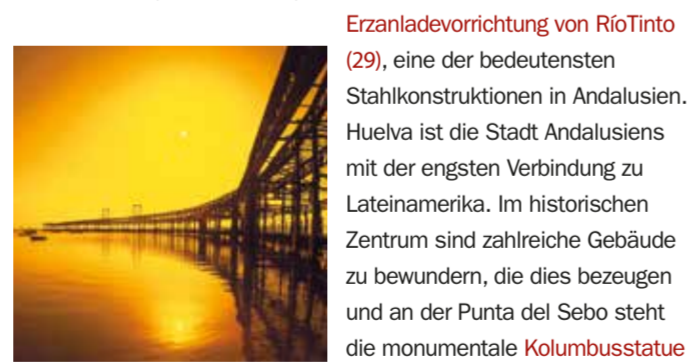 Erzanladevorrichtung von RíoTinto
(29), eine der bedeutensten
Stahlkonstruktionen in Andalusien.
Huelva ist die Stadt Andalusiens
mit der engsten Verbindung zu
Lateinamerika. Im historischen
Zentrum sind zahlreiche Gebäude
zu bewundern, die dies bezeugen
und an der Punta del Sebo steht
die monumentale Kolumbusstatue